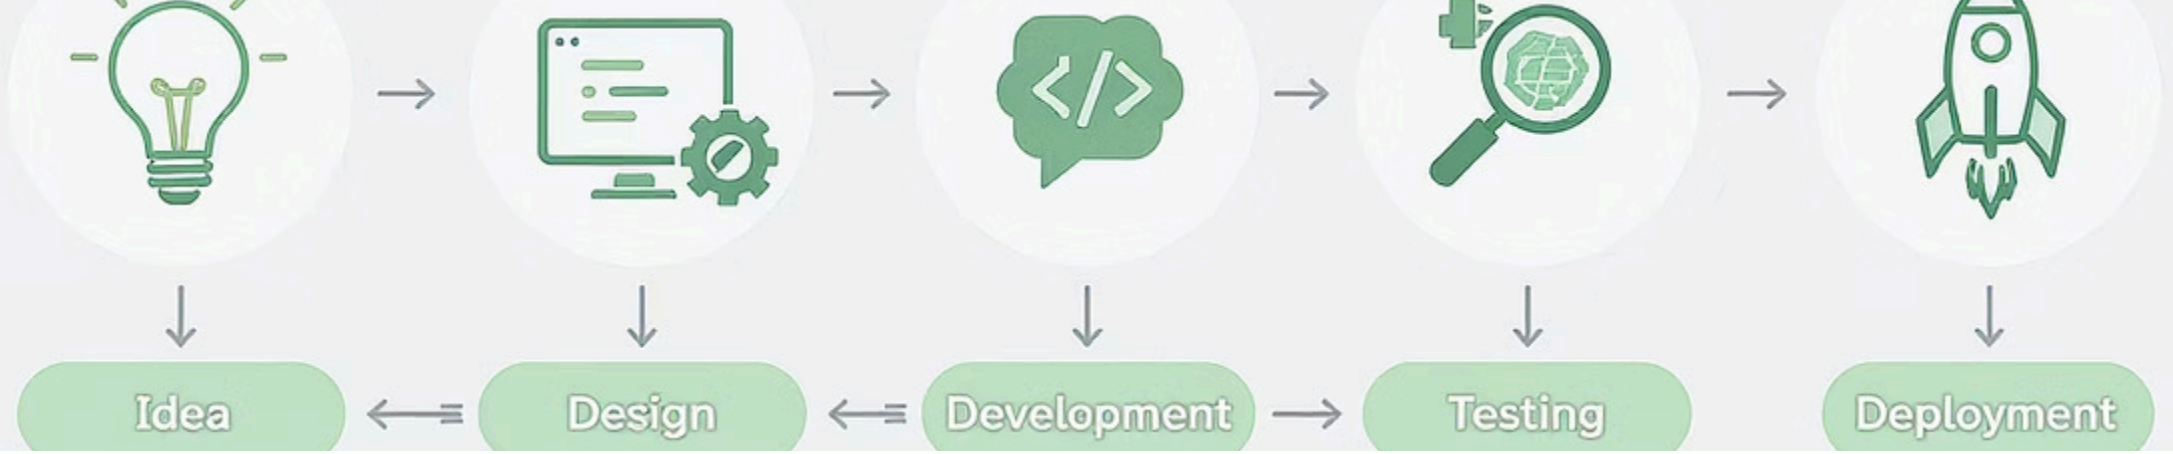 </>
Idea
Design
Development
Testing
Deployment